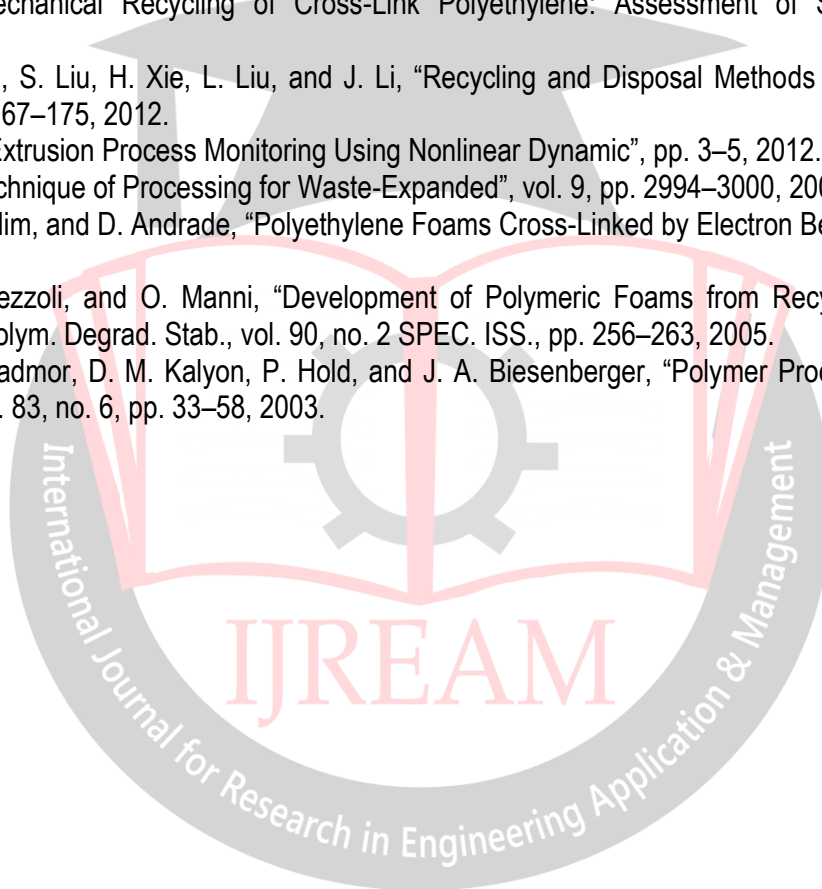 echanical Recycling of Cross-Link Polyethylene: Assessment of S
, S. Liu, H. Xie, L. Liu, and J. Li, “Recycling and Disposal Methods
67–175, 2012.
Extrusion Process Monitoring Using Nonlinear Dynamic”, pp. 3–5, 2012.
chnique of Processing for Waste-Expanded”, vol. 9, pp. 2994–3000, 200
lim, and D. Andrade, “Polyethylene Foams Cross-Linked by Electron Be
ezzoli, and O. Manni, “Development of Polymeric Foams from Recy
olym. Degrad. Stab., vol. 90, no. 2 SPEC. ISS., pp. 256–263, 2005.
admor, D. M. Kalyon, P. Hold, and J. A. Biesenberger, “Polymer Proc
. 83, no. 6, pp. 33–58, 2003.
IJREAM
International Journal for Research in Engineering Application & Management